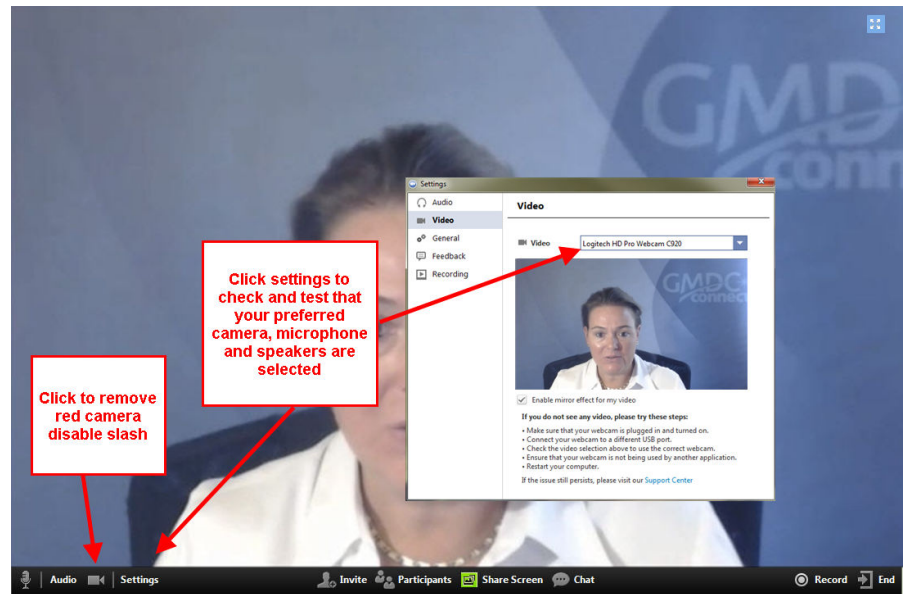 GMDC
connect
Settings
Audio
Video
General
Feedback
Recording
Video
Video
Logitech HD Pro Webcam C920
GMDC
connect
Enable mirror effect for my video
If you do not see any video, please try these steps:
• Make sure that your webcam is plugged in and turned on.
• Connect your webcam to a different USB port.
• Check the video selection above to use the correct webcam.
• Ensure that your webcam is not being used by another application.
• Restart your computer.
If the issue still persists, please visit our Support Center
Click settings to
check and test that
your preferred
camera, microphone
and speakers are
selected
Click to remove
red camera
disable slash
Audio
Settings
Invite
Participants
Share Screen
Chat
Record
End